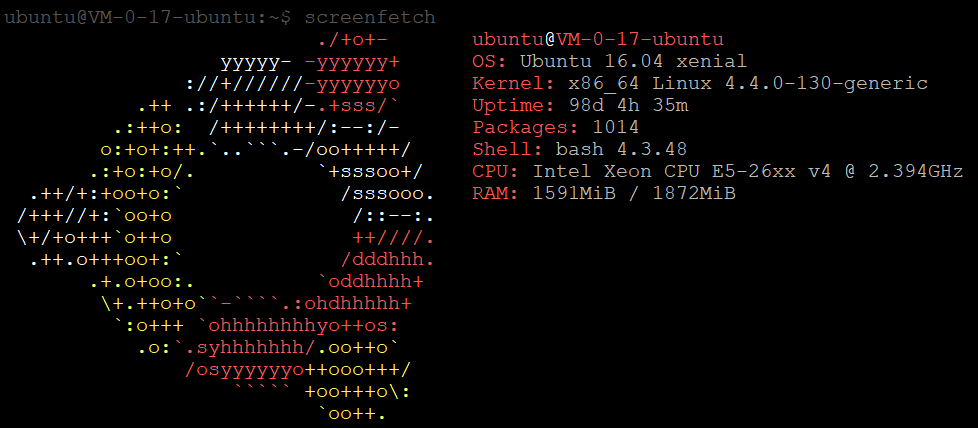 ubuntu@VM-0-17-ubuntu:~$ screenfetch
                          ./+o+-       ubuntu@VM-0-17-ubuntu
                  yyyyy- -yyyyyy+      OS: Ubuntu 16.04 xenial
               ://+//////-yyyyyyo      Kernel: x86_64 Linux 4.4.0-130-generic
           .++ .:/++++++/-.+sss/`      Uptime: 98d 4h 35m
         .:++o:  /++++++++/:--:/-      Packages: 1014
        o:+o+:++.`..```.-/oo+++++/     Shell: bash 4.3.48
       .:+o:+o/.          `+sssoo+/    CPU: Intel Xeon CPU E5-26xx v4 @ 2.394GHz
  .++/+:+oo+o:`             /sssooo.   RAM: 1591MiB / 1872MiB
 /+++//+:`oo+o               /::--:.
 \+/+o+++`o++o               ++////.
  .++.o+++oo+:`             /dddhhh.
       .+.o+oo:.          `oddhhhh+
        \+.++o+o``-````.:ohdhhhhh+
         `:o+++ `ohhhhhhhhyo++os:
           .o:`.syhhhhhhh/.oo++o`
               /osyyyyyyo++ooo+++/
                   ````` +oo+++o\:
                          `oo++.